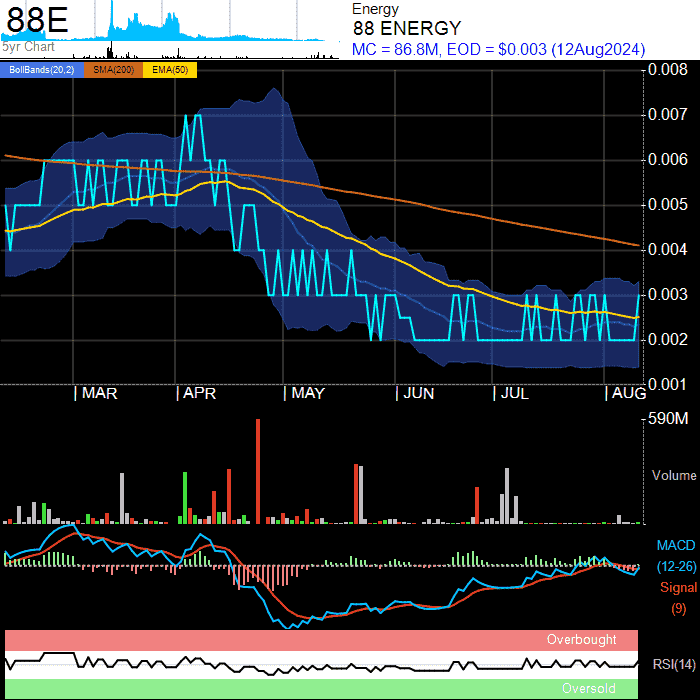 88E
5yr Chart
Energy
88 ENERGY
MC = 86.8M, EOD = $0.003 (12Aug2024)
BollBands(20,2) SMA(200) EMA(50)
0.008
0.007
0.006
0.005
0.004
0.003
0.002
0.001
MAR APR MAY JUN JUL AUG
590M
Volume
MACD
(12-26)
Signal
(9)
Overbought
RSI(14)
Oversold